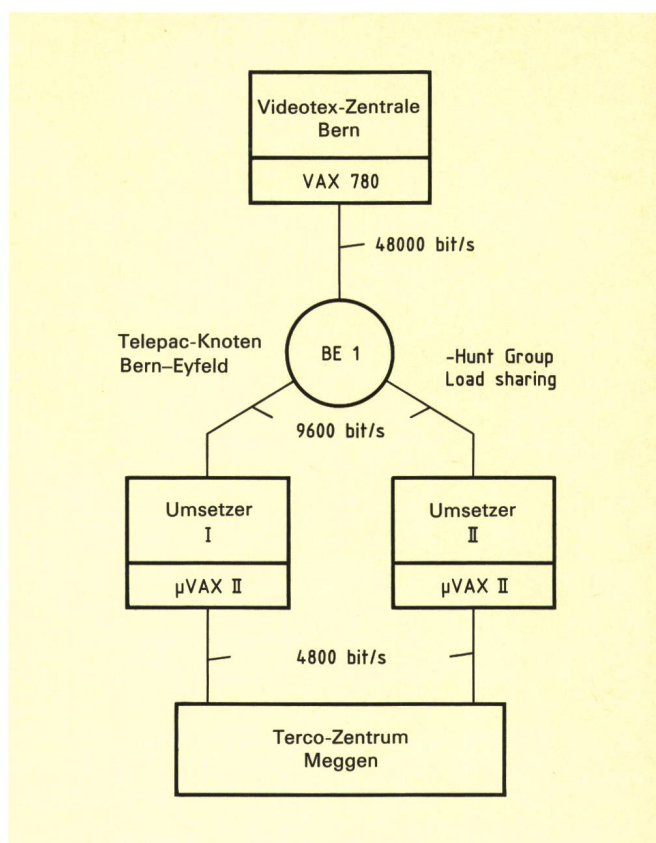 Videotex-Zentrale
Bern
VAX 780
48000 bit/s
Telepac-Knoten
Bern–Eyfeld
BE 1
-Hunt Group
Load sharing
9600 bit/s
Umsetzer
I
µVAX II
Umsetzer
II
µVAX II
4800 bit/s
Terco-Zentrum
Meggen